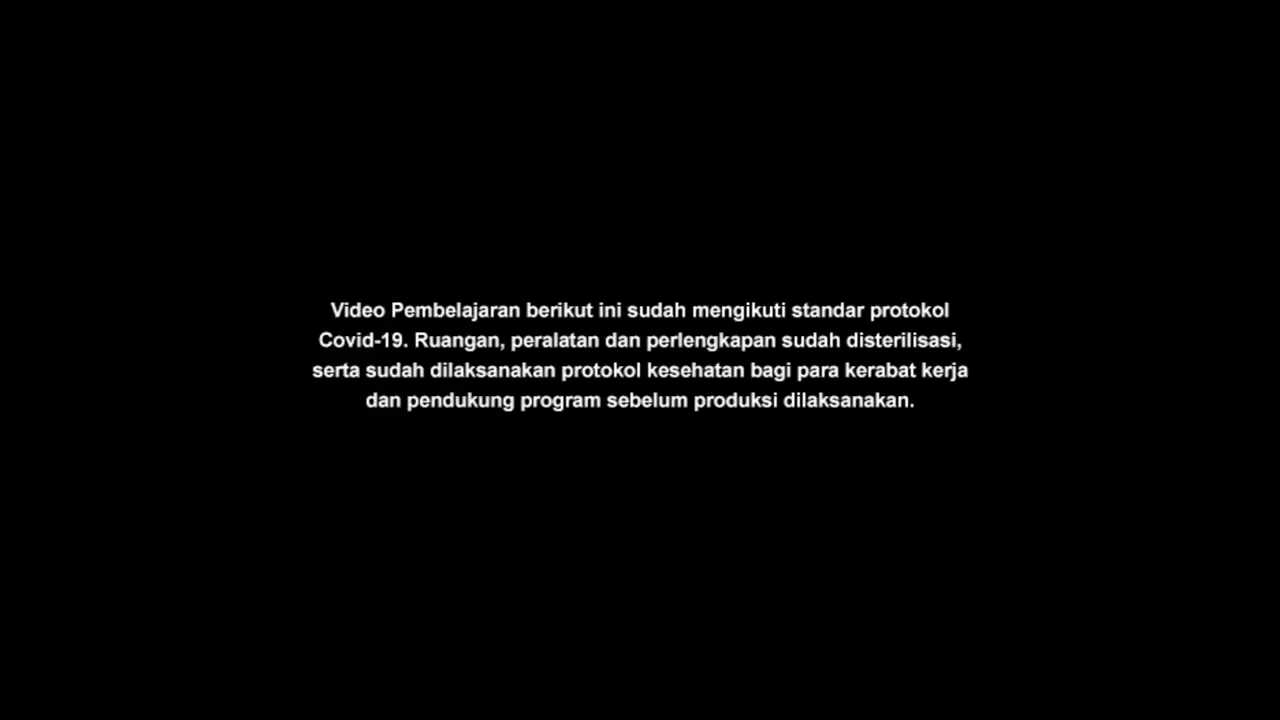 Video Pembelajaran berikut ini sudah mengikuti standar protokol
Covid-19. Ruangan, peralatan dan perlengkapan sudah disterilisasi,
serta sudah dilaksanakan protokol kesehatan bagi para kerabat kerja
dan pendukung program sebelum produksi dilaksanakan.